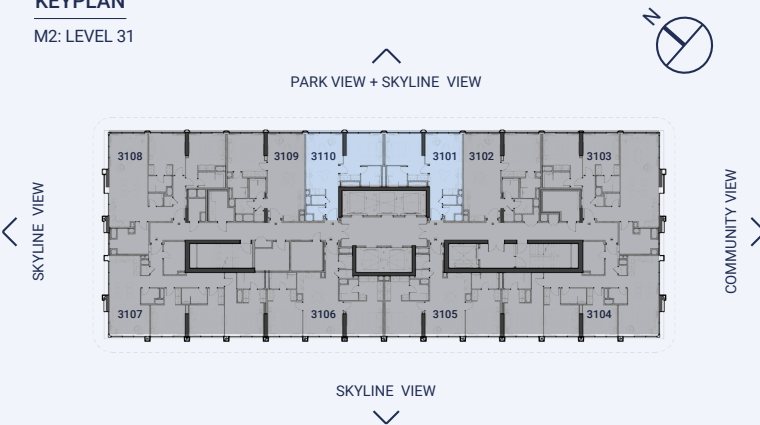 KEYPLAN
M2: LEVEL 31
N
PARK VIEW + SKYLINE VIEW
3108
3109
3110
3101
3102
3103
SKYLINE VIEW
COMMUNITY VIEW
3107
3106
3105
3104
SKYLINE VIEW